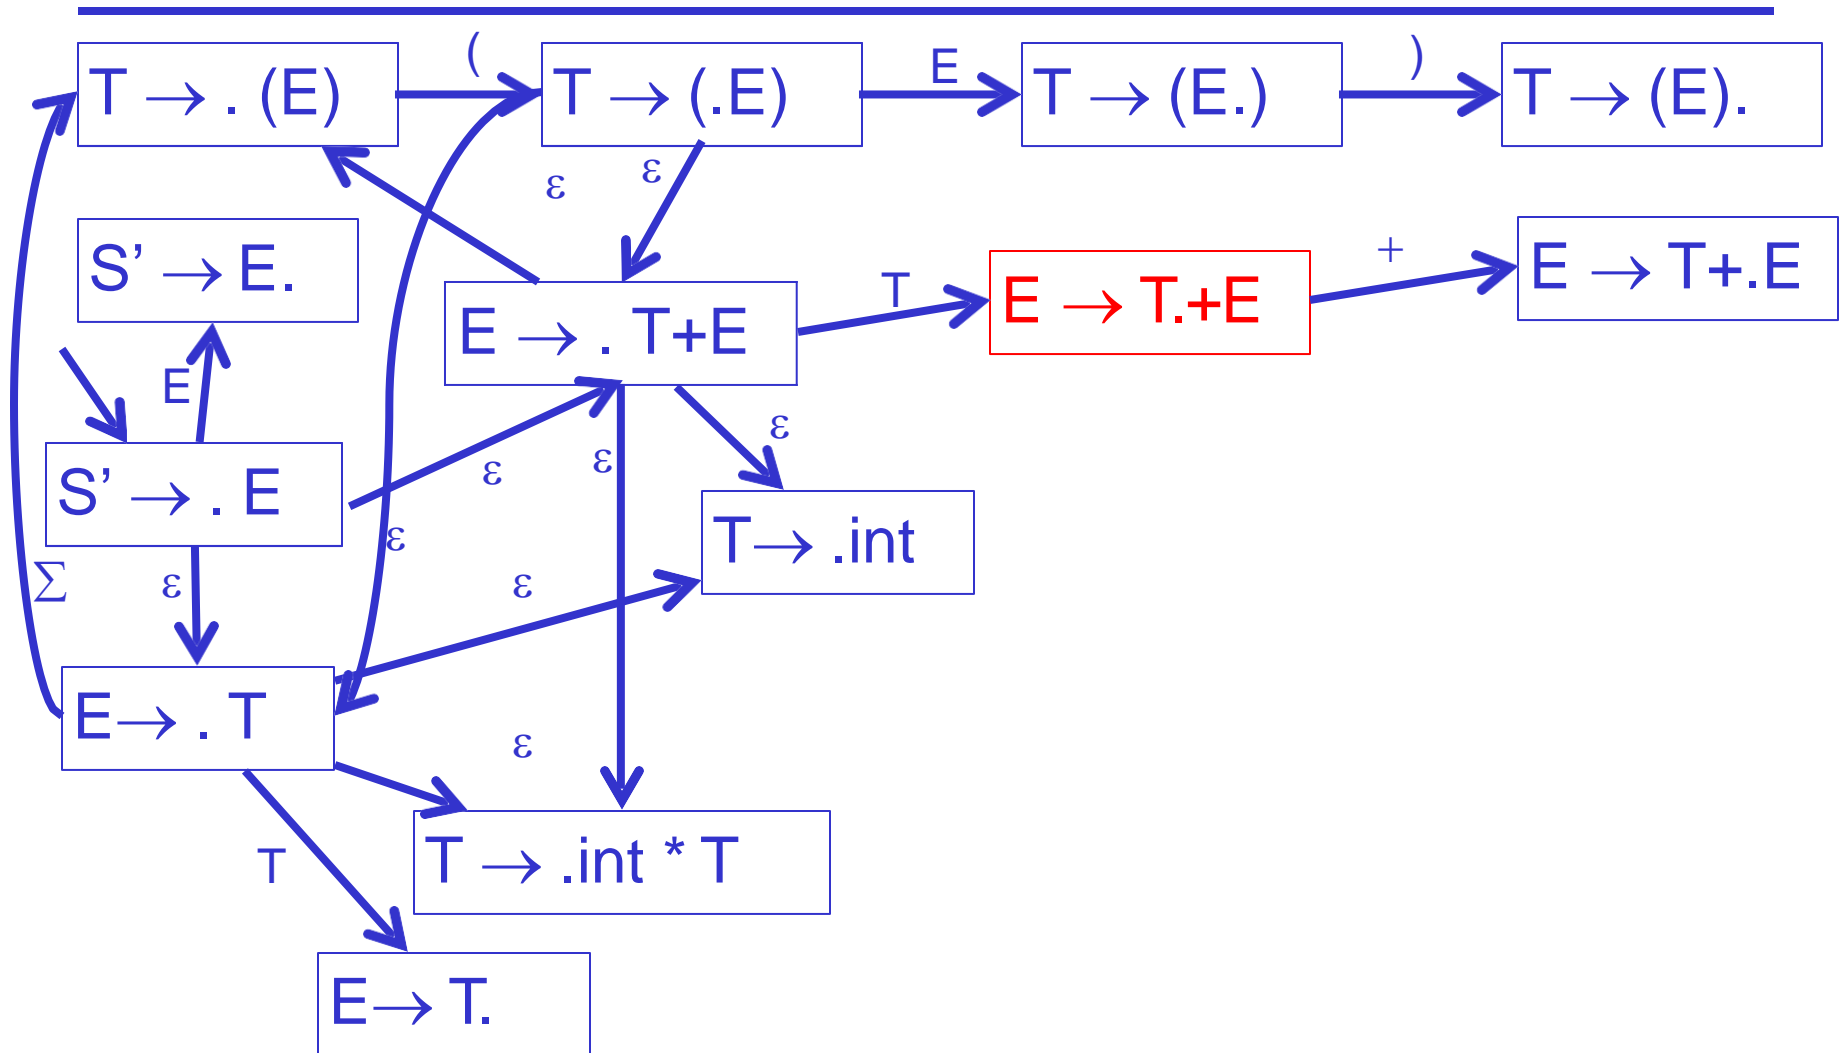 (
E
)
T → . (E)
T → (.E)
T → (E.)
T → (E).
ε
ε
S’ → E.
+
E → T+.E
T
E → T.+E
E → . T+E
E
ε
ε
ε
S’ → . E
ε
T→ .int
∑
ε
ε
E→ . T
ε
T
T → .int * T
E→ T.